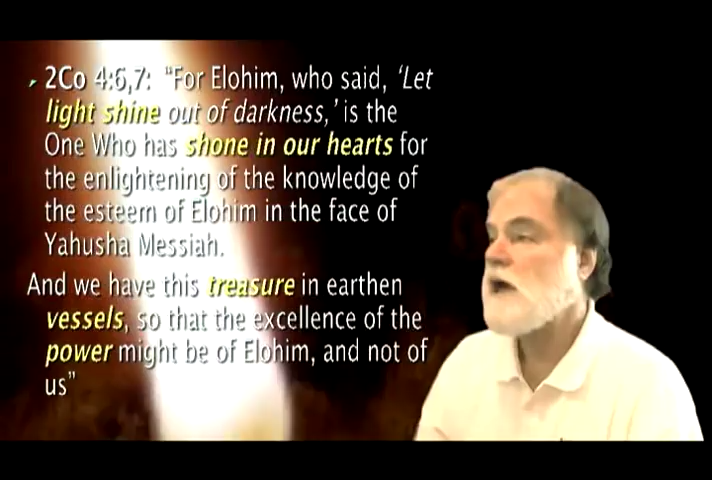 2Co 4:6,7: "For Elohim, who said, 'Let
light shine out of darkness,' is the
One Who has shone in our hearts for
the enlightening of the knowledge of
the esteem of Elohim in the face of
Yahusha Messiah.
And we have this treasure in earthen
vessels, so that the excellence of the
power might be of Elohim, and not of
us"